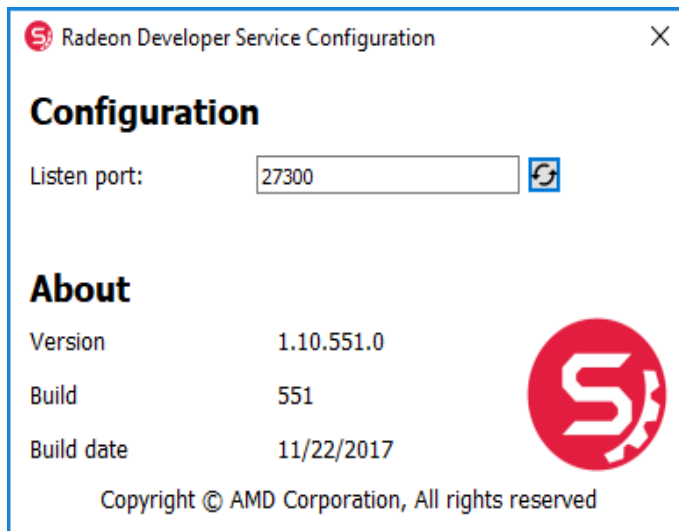 Radeon Developer Service Configuration
Configuration
Listen port: 27300
About
Version 1.10.551.0
Build 551
Build date 11/22/2017
Copyright © AMD Corporation, All rights reserved